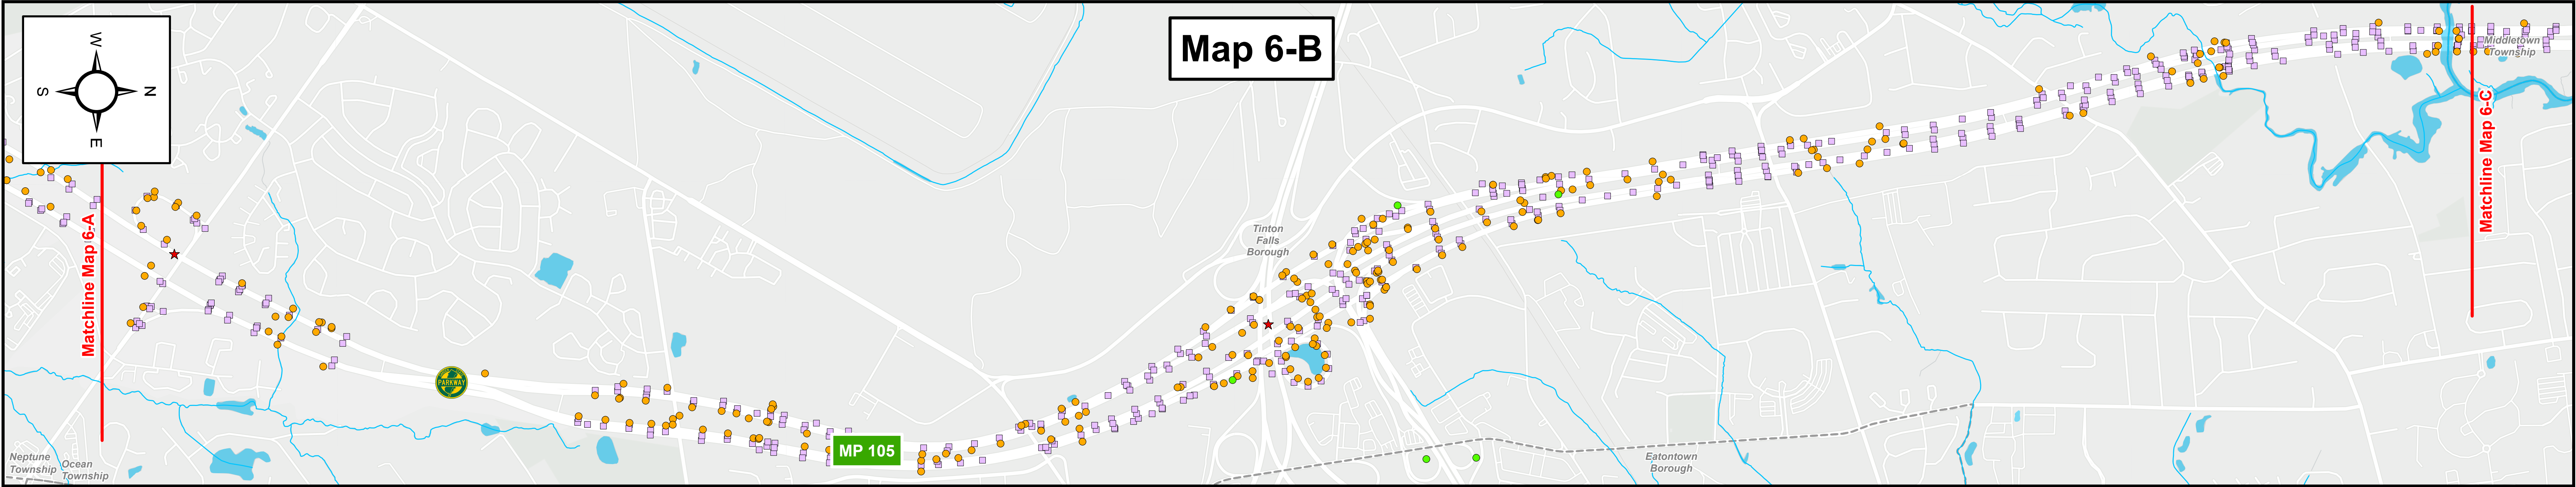 Map 6-B
W
S
N
E
Middletown
Township
Matchline Map 6-A
Matchline Map 6-C
Tinton
Falls
Borough
PARKWAY
MP 105
Neptune
Township
Ocean
Township
Eatontown
Borough